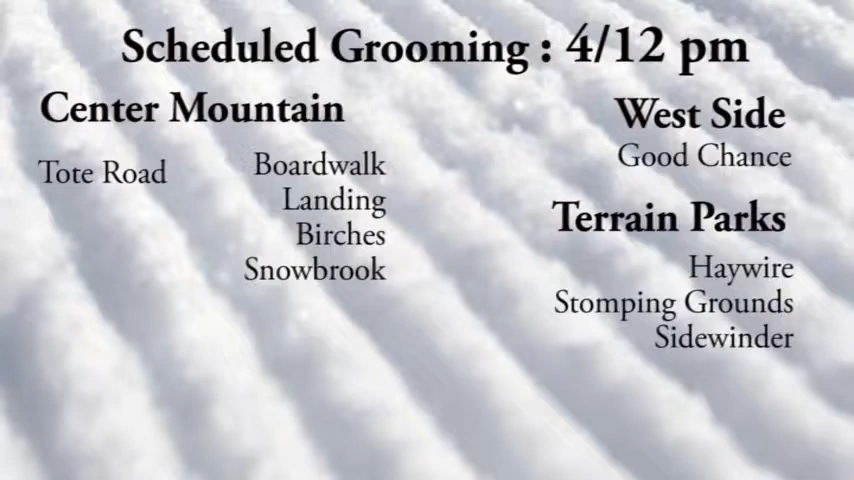 Scheduled Grooming : 4/12 pm
Center Mountain
Tote Road
Boardwalk
Landing
Birches
Snowbrook
West Side
Good Chance
Terrain Parks
Haywire
Stomping Grounds
Sidewinder